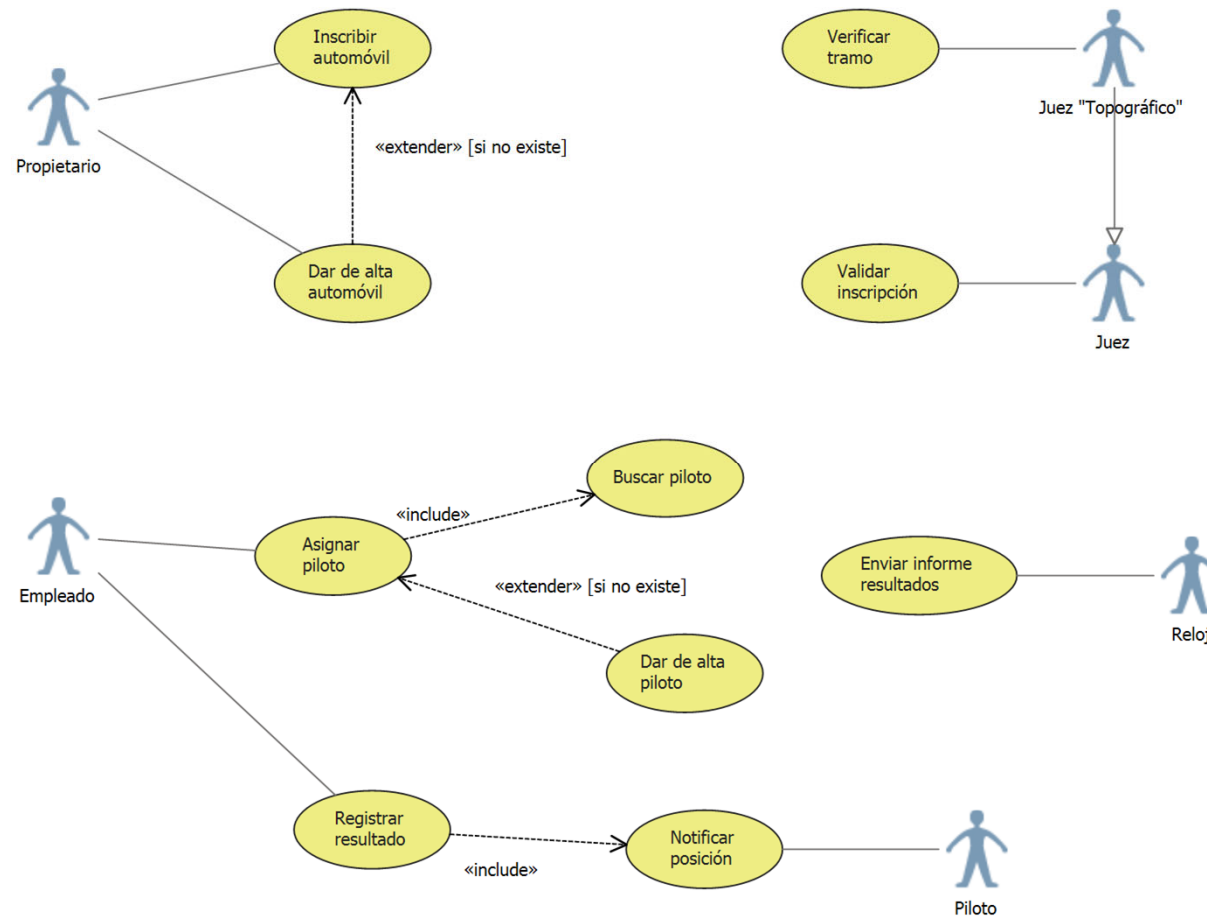 Inscribir
automóvil
Verificar
tramo
Juez "Topográfico"
Propietario
«extender» [si no existe]
Dar de alta
automóvil
Validar
inscripción
Juez
Buscar piloto
«include»
Asignar
piloto
Empleado
«extender» [si no existe]
Enviar informe
resultados
Reloj
Dar de alta
piloto
Registrar
resultado
«include»
Notificar
posición
Piloto